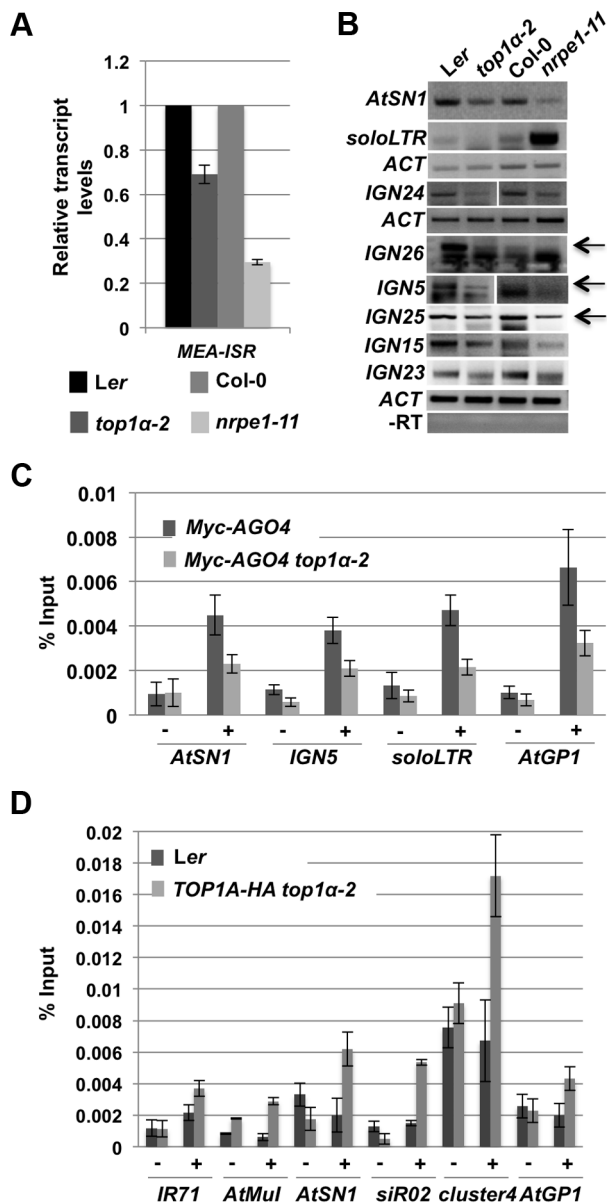 A
Relative transcript levels
1.2
1
0.8
0.6
0.4
0.2
0
MEA-ISR
Ler Col-0
top1α-2 nrpe1-11
B
Ler top1α-2 Col-0 nrpe1-11
AtSN1
soloLTR
ACT
IGN24
ACT
IGN26
IGN5
IGN25
IGN15
IGN23
ACT
-RT
C
% Input
0.01
0.008
0.006
0.004
0.002
0
Myc-AGO4
Myc-AGO4 top1α-2
- + - + - + - +
AtSN1 IGN5 soloLTR AtGP1
D
% Input
0.02
0.018
0.016
0.014
0.012
0.01
0.008
0.006
0.004
0.002
0
Ler
TOP1A-HA top1α-2
- + - + - + - + - + - +
IR71 AtMuI AtSN1 siR02 cluster4 AtGP1